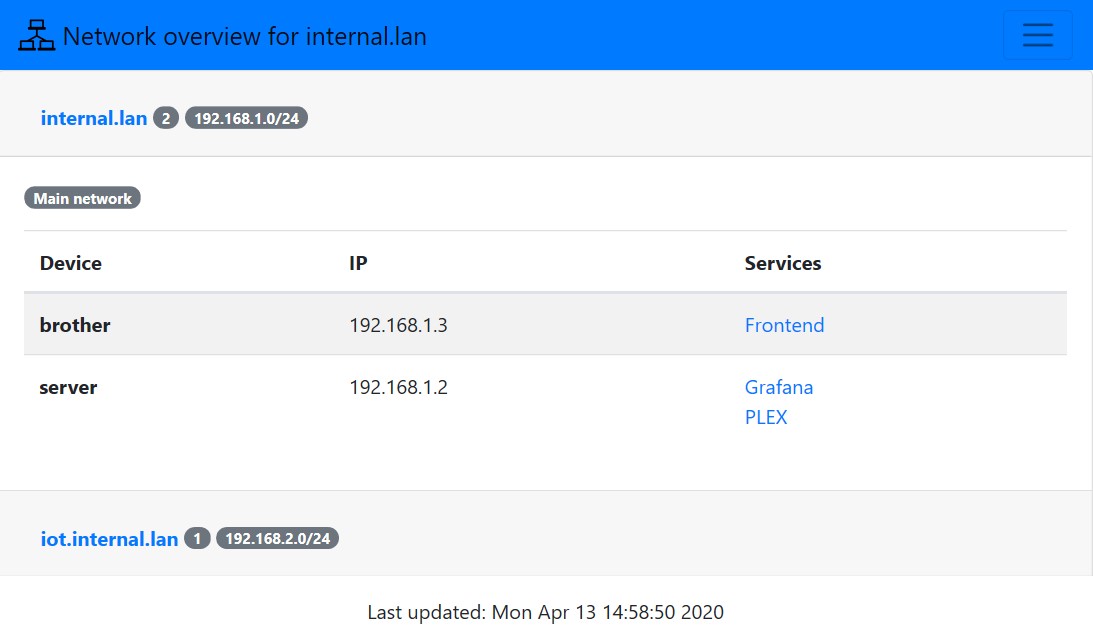 Network overview for internal.lan
internal.lan 2 192.168.1.0/24
Main network
Device IP Services
brother 192.168.1.3 Frontend
server 192.168.1.2 Grafana
PLEX
iot.internal.lan 1 192.168.2.0/24
Last updated: Mon Apr 13 14:58:50 2020